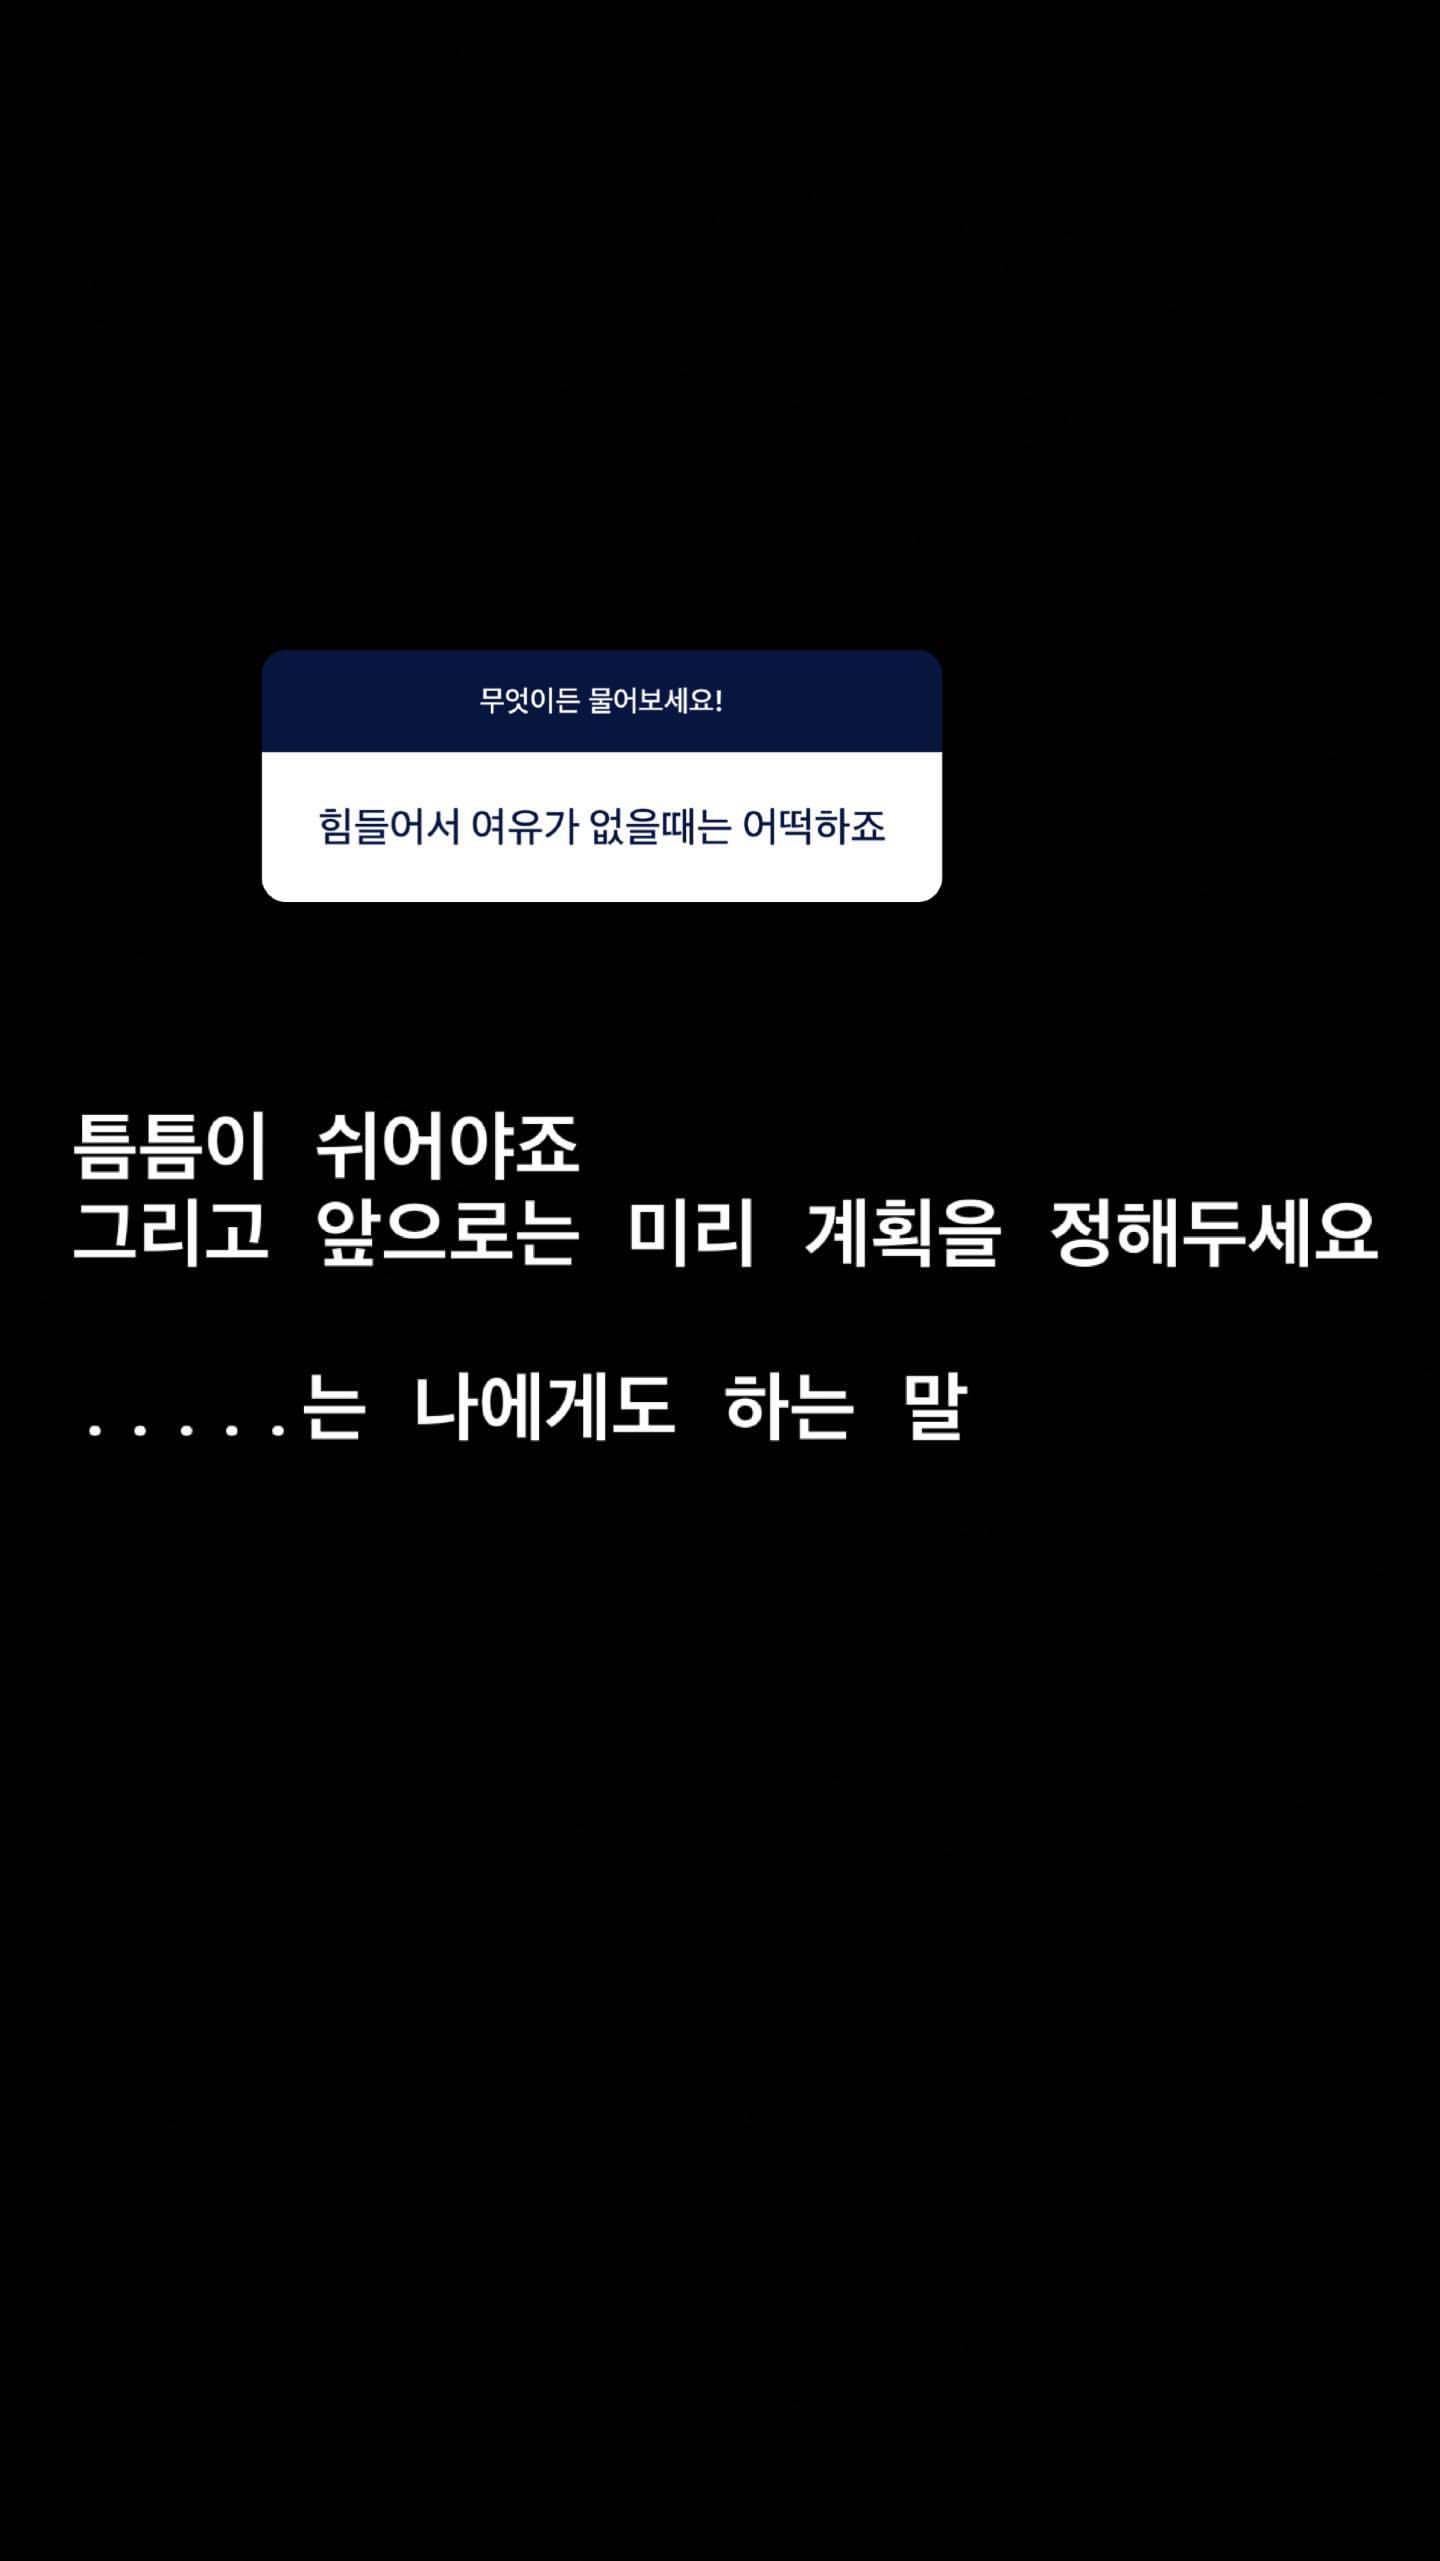 무엇이든 물어보세요!
힘들어서 여유가 없을때는 어떡하죠
틈틈이 쉬어야죠
그리고 앞으로는 미리 계획을 정해두세요
.....는 나에게도 하는 말